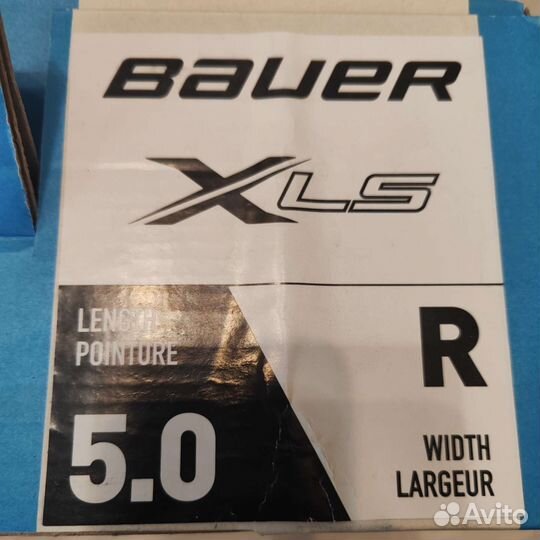 BAUER
XLS
LENGTH
POINTURE
5.0
R
WIDTH
LARGEUR
Avito